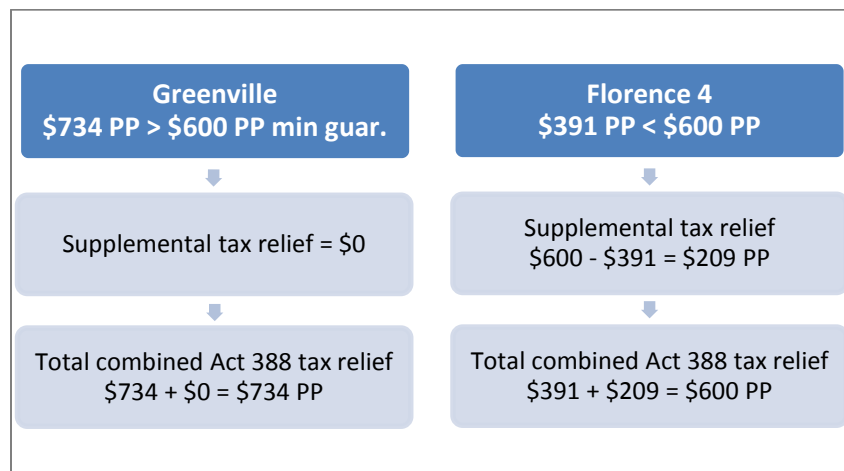 Greenville
$734 PP > $600 PP min guar.
Supplemental tax relief = $0
Total combined Act 388 tax relief
$734 + $0 = $734 PP
Florence 4
$391 PP < $600 PP
Supplemental tax relief
$600 - $391 = $209 PP
Total combined Act 388 tax relief
$391 + $209 = $600 PP